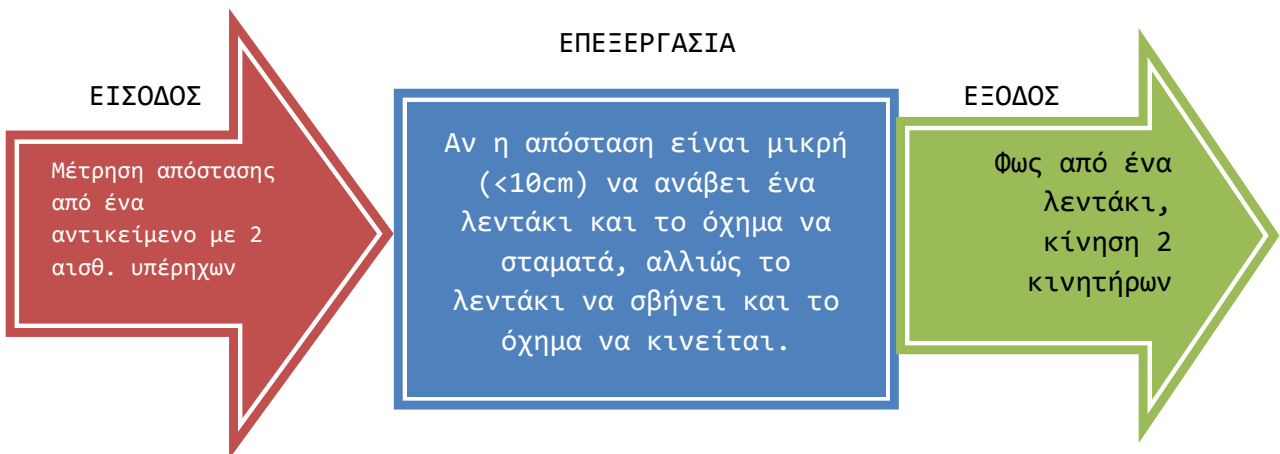 ΕΙΣΟΔΟΣ
Μέτρηση απόστασης
από ένα
αντικείμενο με 2
αισθ. υπέρηχων
ΕΠΕΞΕΡΓΑΣΙΑ
Αν η απόσταση είναι μικρή
(<10cm) να ανάβει ένα
λεντάκι και το όχημα να
σταματά, αλλιώς το
λεντάκι να σβήνει και το
όχημα να κινείται.
ΕΞΟΔΟΣ
Φως από ένα
λεντάκι,
κίνηση 2
κινητήρων